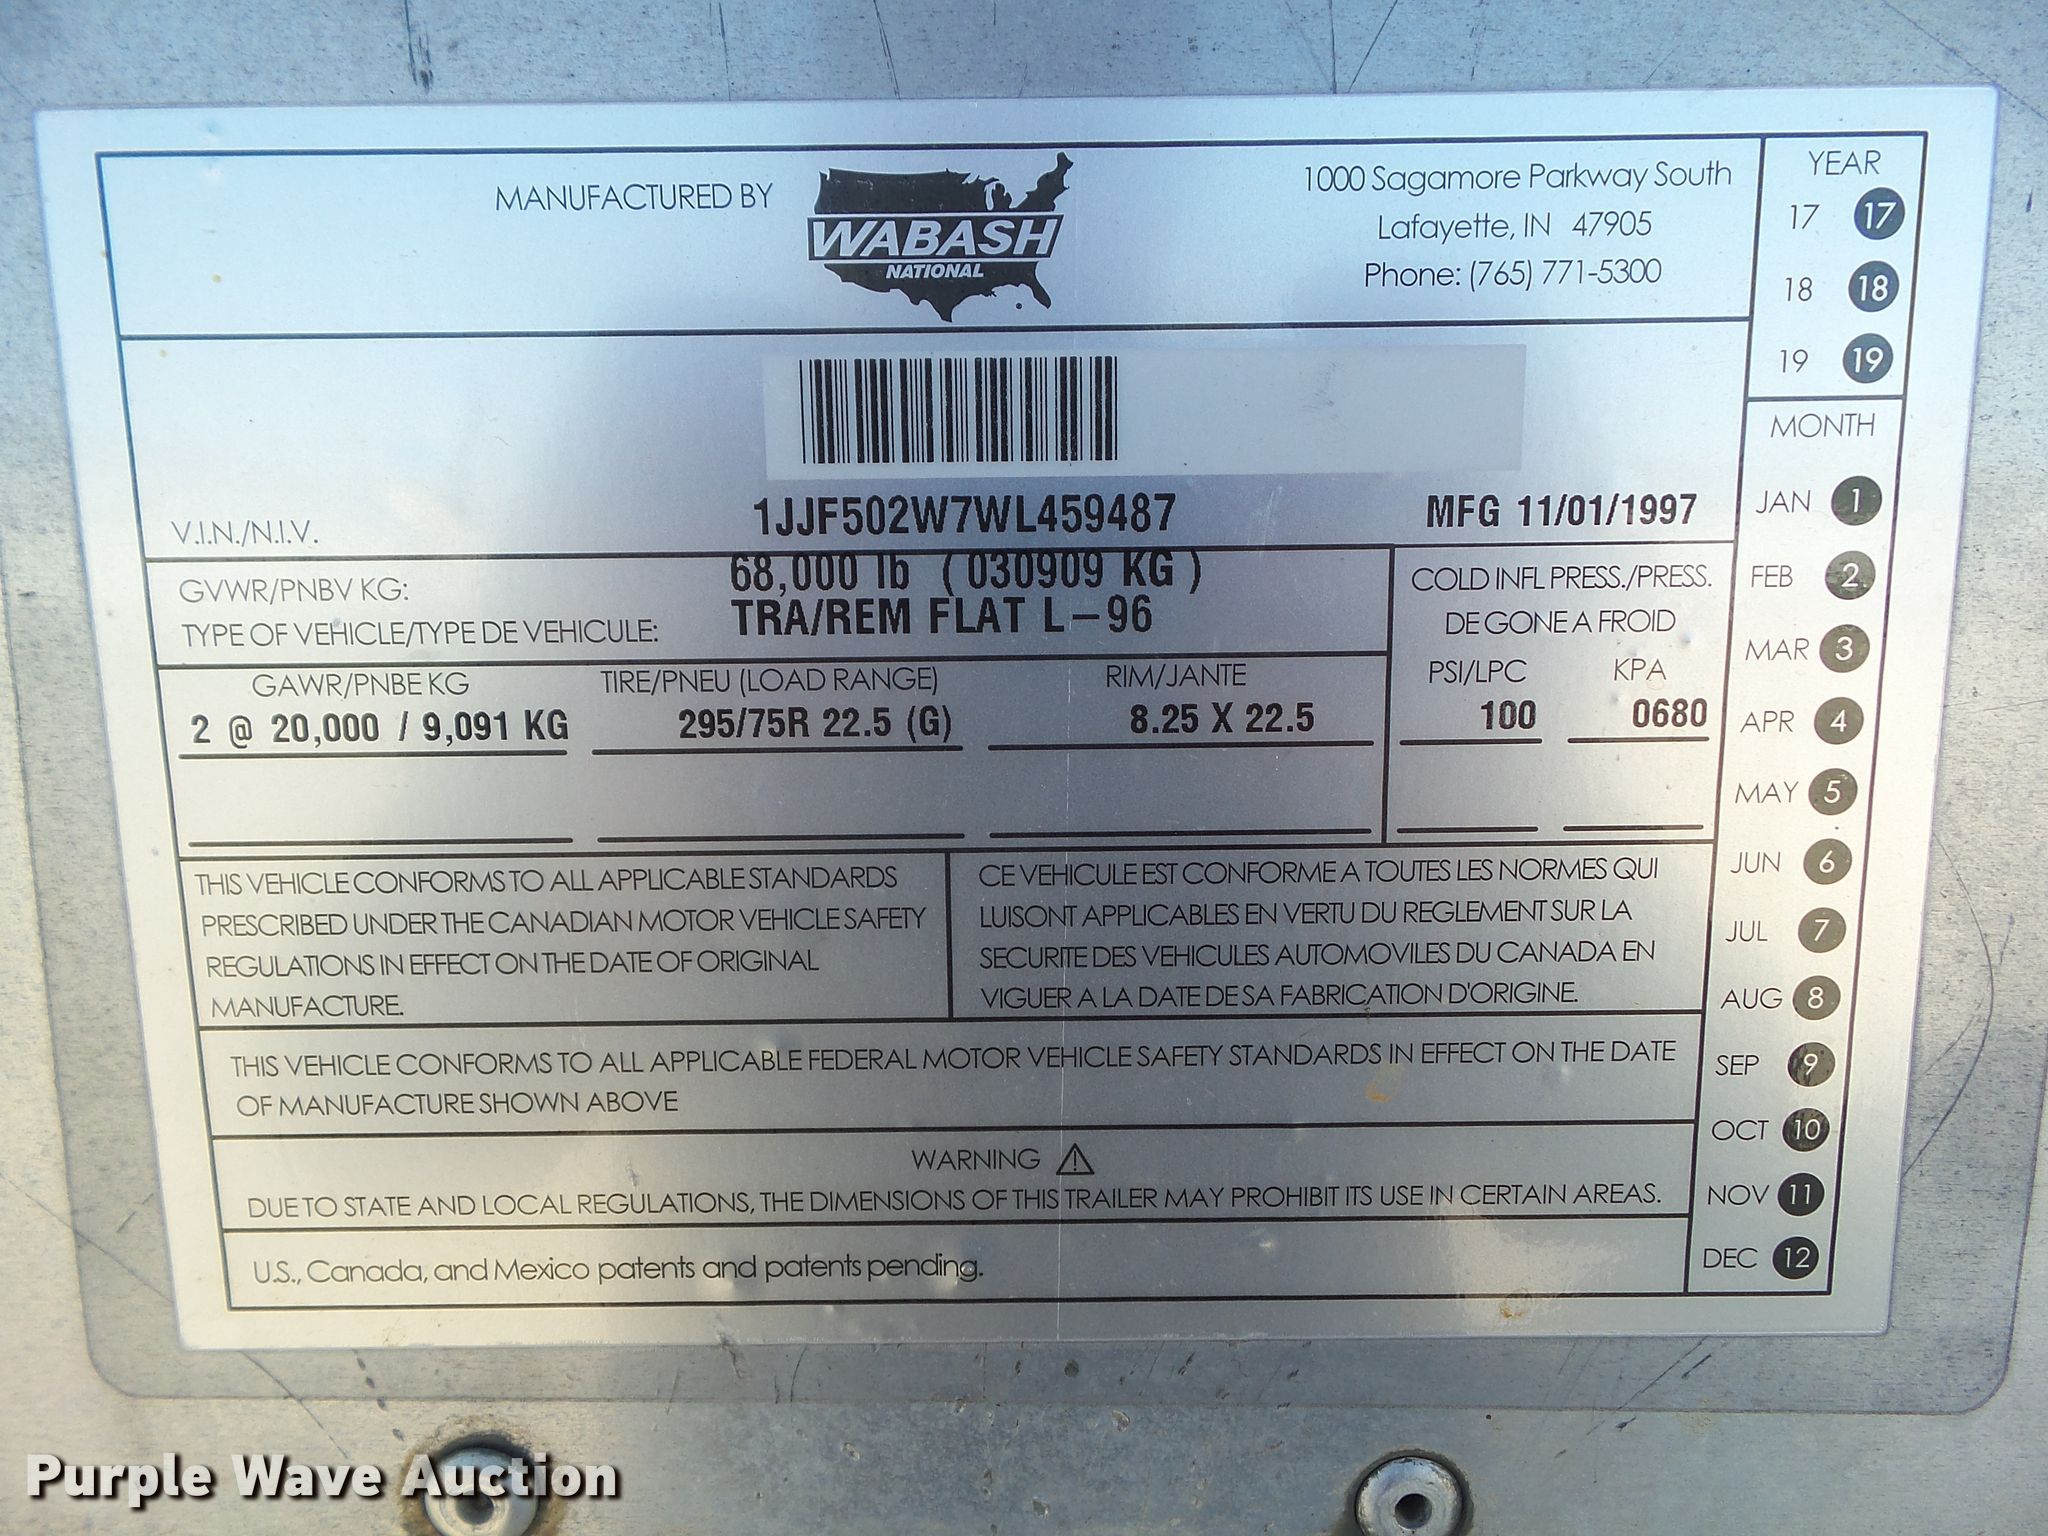 MANUFACTURED BY
WABASH
NATIONAL
1000 Sagamore Parkway South
Lafayette, IN 47905
Phone: (765) 771-5300
V.I.N./N.I.V.
1JJF502W7WL459487
MFG 11/01/1997
GVWR/PNBV KG:
68,000 lb (030909 KG)
TYPE OF VEHICLE/TYPE DE VEHICULE:
TRA/REM FLAT L-96
COLD INFL PRESS./PRESS.
DE GONE A FROID
GAWR/PNBE KG
TIRE/PNEU (LOAD RANGE)
RIM/JANTE
PSI/LPC
KPA
2 @ 20,000 / 9,091 KG
295/75R 22.5 (G)
8.25 X 22.5
100
0680
THIS VEHICLE CONFORMS TO ALL APPLICABLE STANDARDS
PRESCRIBED UNDER THE CANADIAN MOTOR VEHICLE SAFETY
REGULATIONS IN EFFECT ON THE DATE OF ORIGINAL
MANUFACTURE.
CE VEHICULE EST CONFORME A TOUTES LES NORMES QUI
LUISONT APPLICABLES EN VERTU DU REGLEMENT SUR LA
SECURITE DES VEHICULES AUTOMOVILES DU CANADA EN
VIGUER A LA DATE DE SA FABRICATION D'ORIGINE.
THIS VEHICLE CONFORMS TO ALL APPLICABLE FEDERAL MOTOR VEHICLE SAFETY STANDARDS IN EFFECT ON THE DATE
OF MANUFACTURE SHOWN ABOVE
WARNING
DUE TO STATE AND LOCAL REGULATIONS, THE DIMENSIONS OF THIS TRAILER MAY PROHIBIT ITS USE IN CERTAIN AREAS.
U.S., Canada, and Mexico patents and patents pending.
YEAR
17 17
18 18
19 19
MONTH
JAN 1
FEB 2
MAR 3
APR 4
MAY 5
JUN 6
JUL 7
AUG 8
SEP 9
OCT 10
NOV 11
DEC 12
Purple Wave Auction